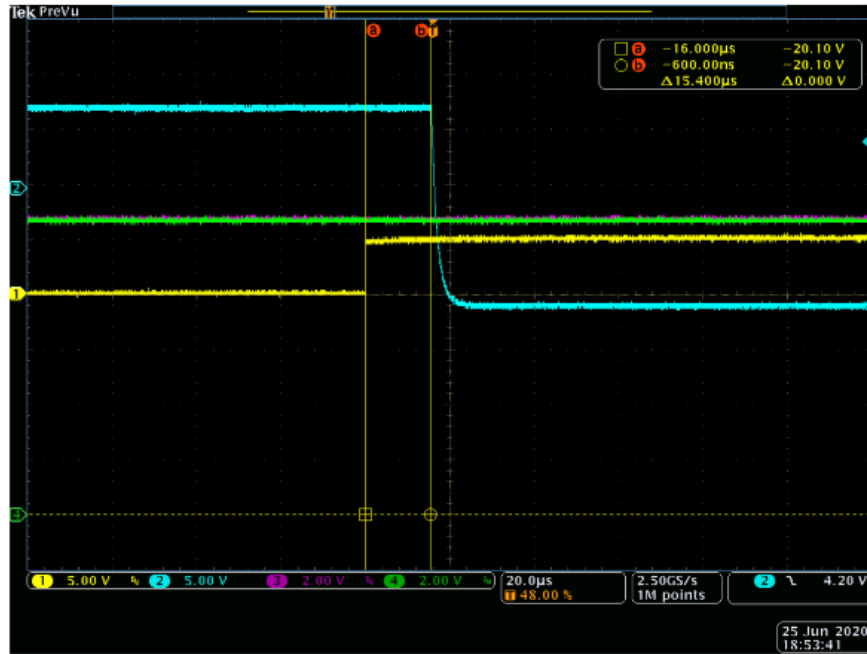 Tek PreVu
T
a
b T
a −16.000µs −20.10 V
b −600.00ns −20.10 V
Δ15.400µs Δ0.000 V
2
1
4
1 5.00 V 2 5.00 V 3 2.00 V 4 2.00 V
20.0µs
T 48.00 %
2.50GS/s
1M points
2 4.20 V
25 Jun 2020
18:53:41